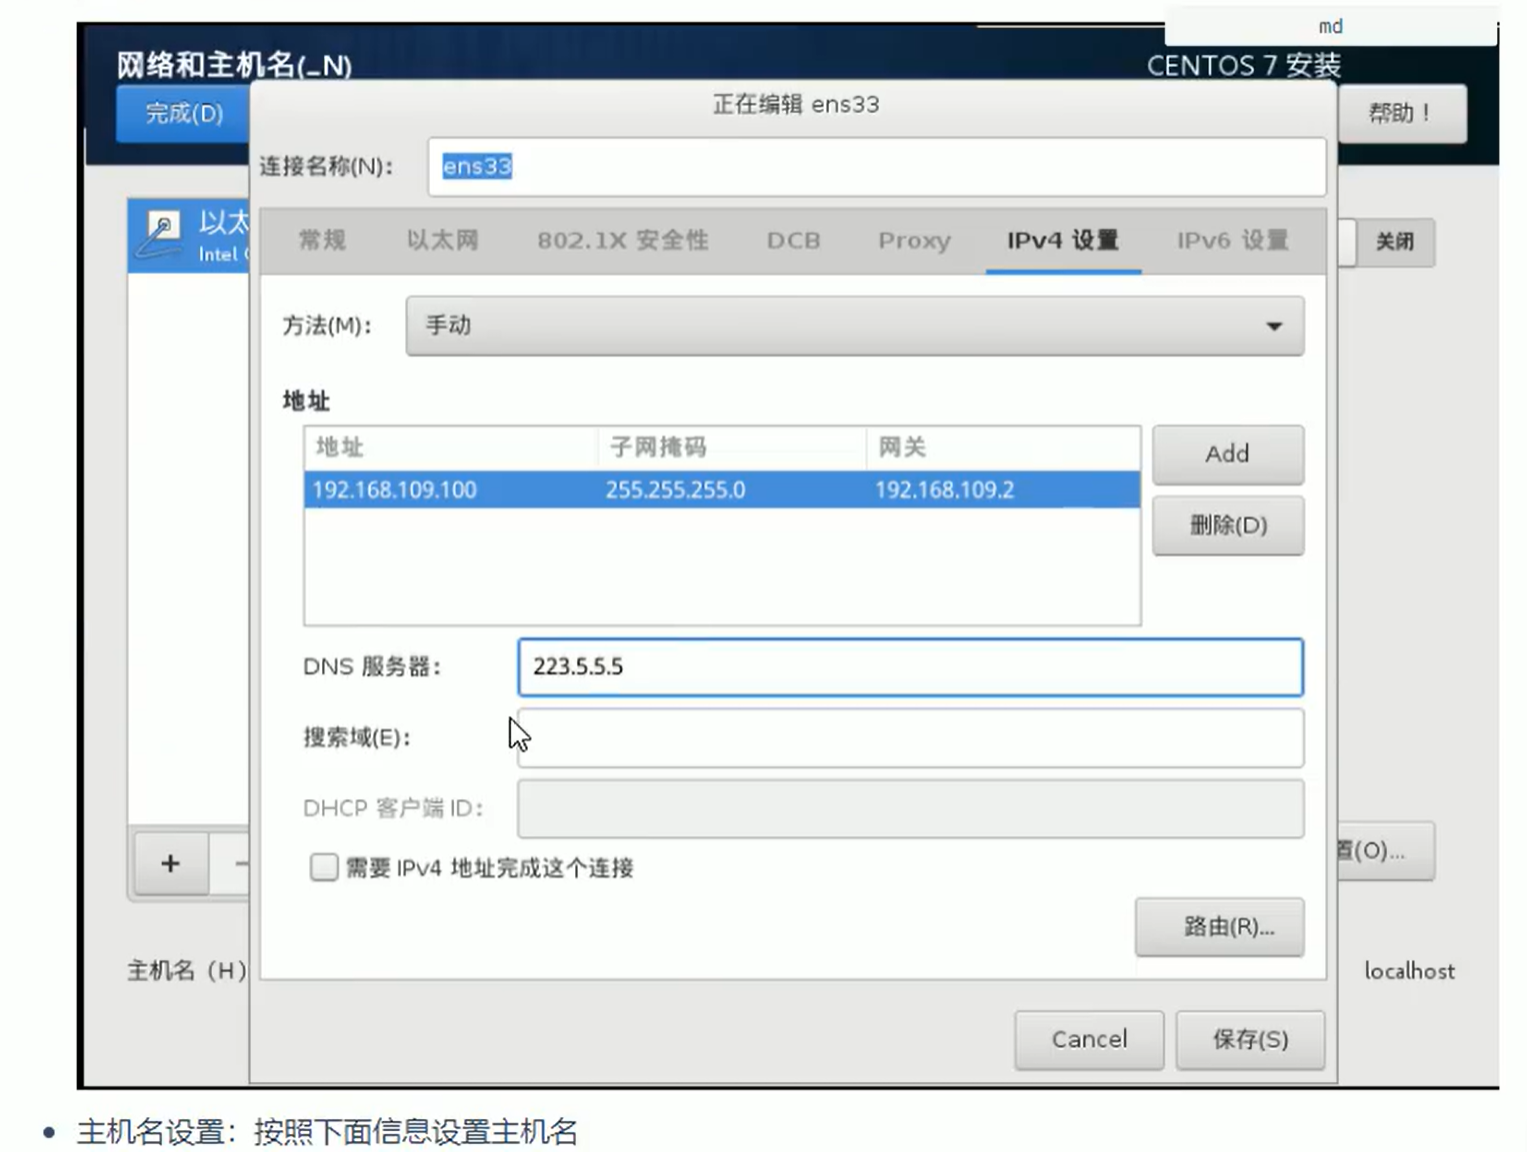 md
网络和主机名(_N)
CENTOS 7 安装
完成(D)
正在编辑 ens33
帮助！
连接名称(N)：
ens33
以太
Intel
常规
以太网
802.1X 安全性
DCB
Proxy
IPv4 设置
IPv6 设置
关闭
方法(M)：
手动
地址
地址
子网掩码
网关
Add
192.168.109.100
255.255.255.0
192.168.109.2
删除(D)
DNS 服务器：
223.5.5.5
搜索域(E)：
DHCP 客户端 ID：
置(O)...
需要 IPv4 地址完成这个连接
路由(R)...
主机名（H）
localhost
Cancel
保存(S)
• 主机名设置：按照下面信息设置主机名